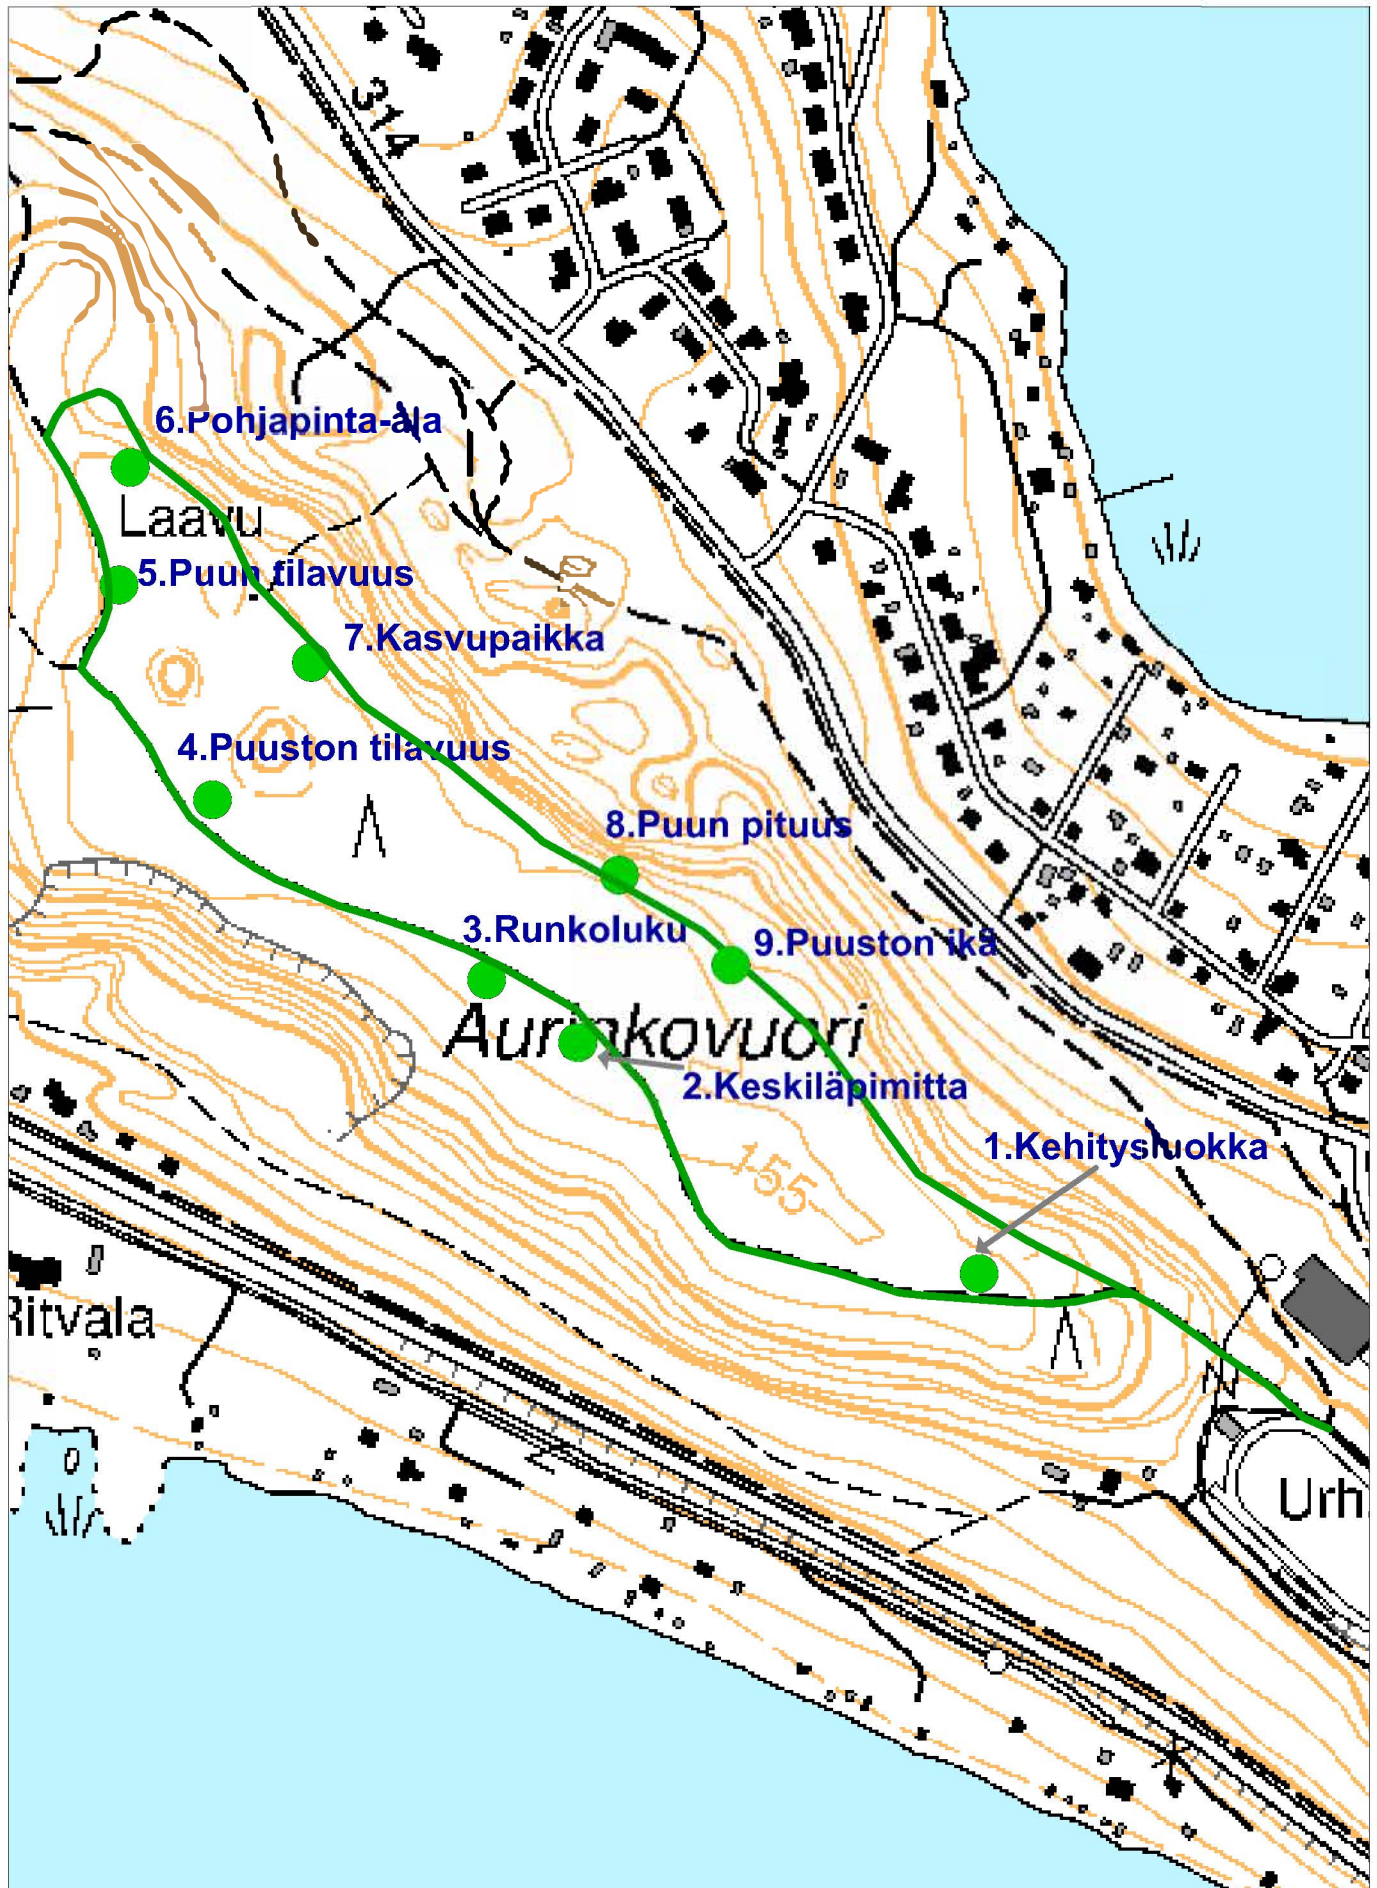 314
6.Pohjapinta-ala
Laavu
5.Puun tilavuus
7.Kasvupaikka
4.Puuston tilavuus
8.Puun pituus
3.Runkoluku
9.Puuston ikä
Aurinkovuori
2.Keskiläpimitta
1.Kehitysluokka
155
Ritvala
Urh